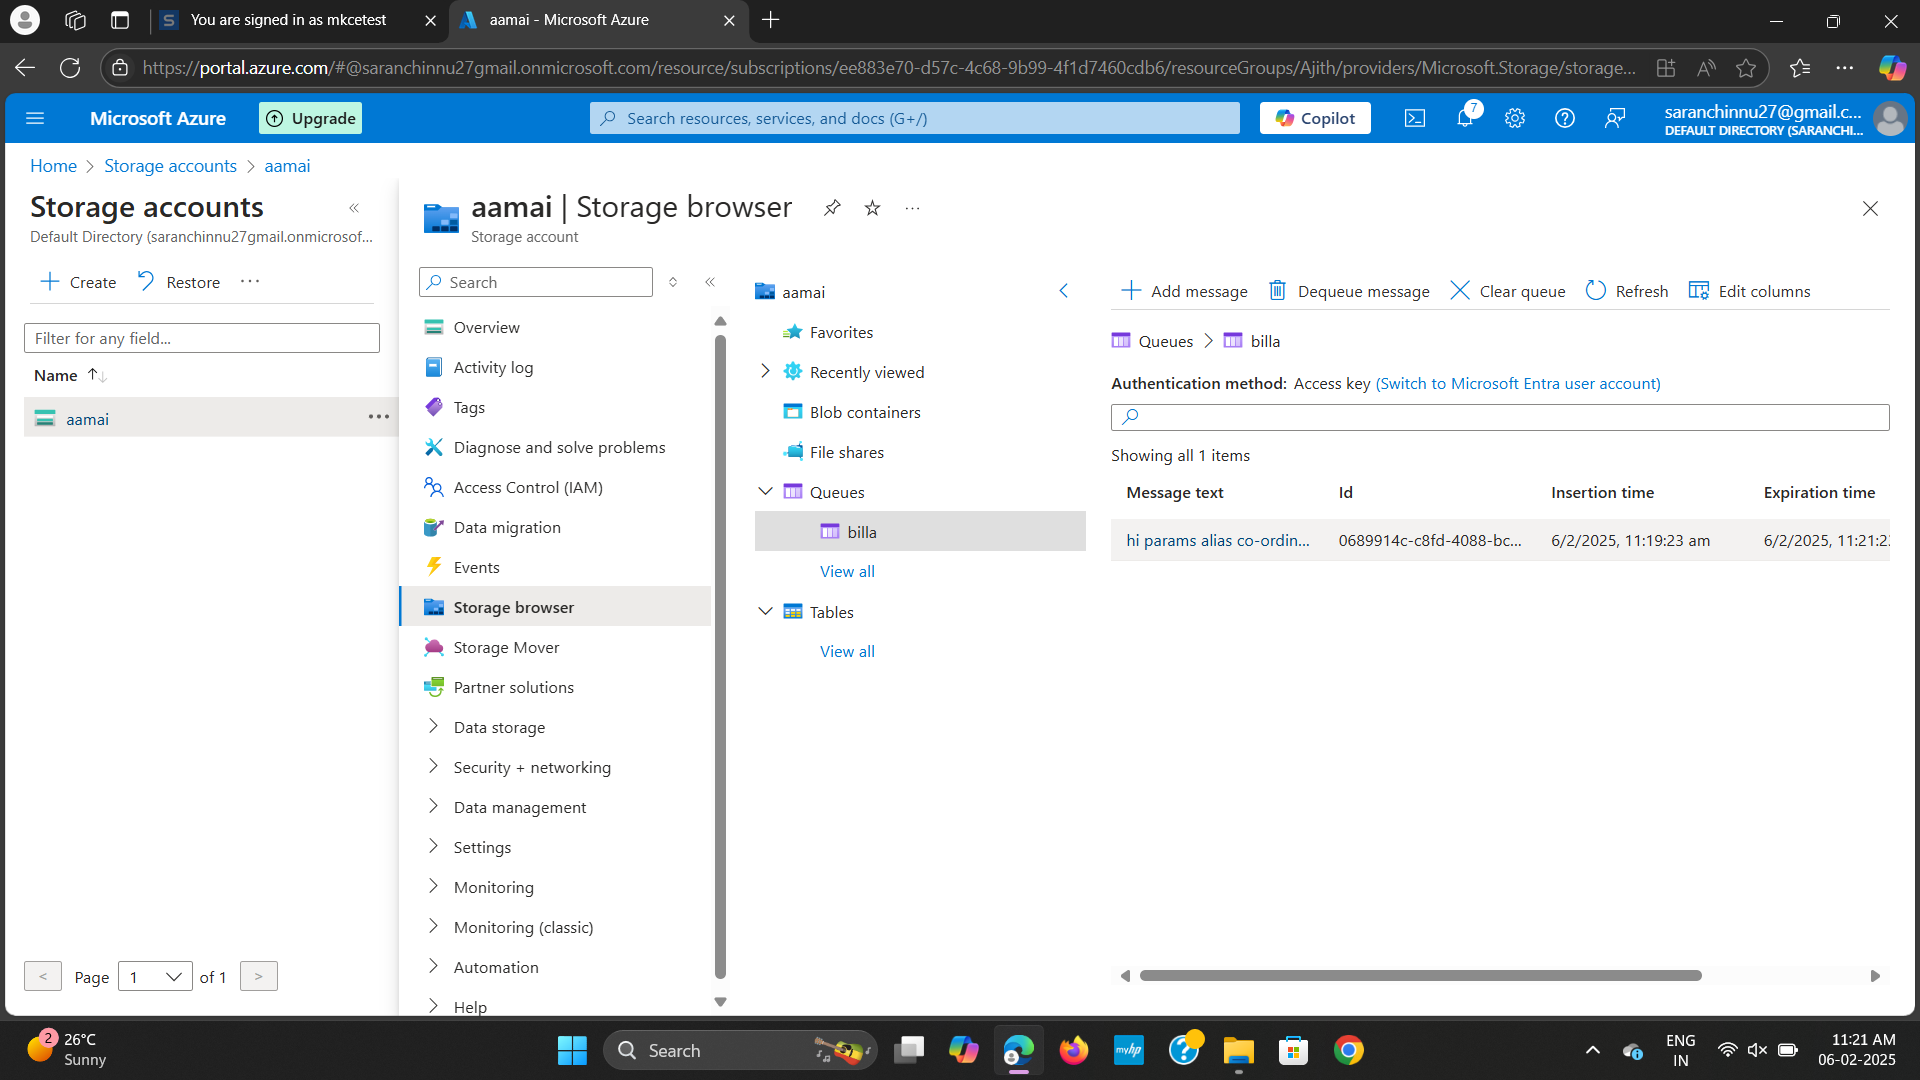 You are signed in as mkcetest
aamai - Microsoft Azure
https://portal.azure.com/#@saranchinnu27gmail.onmicrosoft.com/resource/subscriptions/ee883e70-d57c-4c68-9b99-4f1d7460cdb6/resourceGroups/Ajith/providers/Microsoft.Storage/storage...
Microsoft Azure
Upgrade
Search resources, services, and docs (G+/)
Copilot
7
saranchinnu27@gmail.c...
DEFAULT DIRECTORY (SARANCHI...
Home > Storage accounts > aamai
Storage accounts
Default Directory (saranchinnu27gmail.onmicrosof...
Create
Restore
Filter for any field...
Name
aamai
< Page 1 of 1 >
aamai | Storage browser
Storage account
Search
Overview
Activity log
Tags
Diagnose and solve problems
Access Control (IAM)
Data migration
Events
Storage browser
Storage Mover
Partner solutions
Data storage
Security + networking
Data management
Settings
Monitoring
Monitoring (classic)
Automation
Help
aamai
Favorites
Recently viewed
Blob containers
File shares
Queues
billa
View all
Tables
View all
Add message
Dequeue message
Clear queue
Refresh
Edit columns
Queues > billa
Authentication method: Access key (Switch to Microsoft Entra user account)
Showing all 1 items
Message text Id Insertion time Expiration time
hi params alias co-ordin... 0689914c-c8fd-4088-bc... 6/2/2025, 11:19:23 am 6/2/2025, 11:21:2
2
26°C
Sunny
Search
myhp
ENG
IN
11:21 AM
06-02-2025